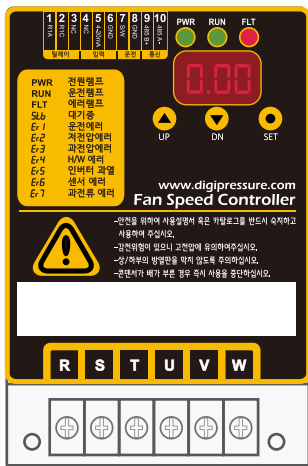 1 2 3 4 5 6 7 8 9 10
R1A R1C NC NC 4-20mA GND S/W GND 485 B+ 485 A-
릴레이 입력 운전 통신
PWR RUN FLT
0.00
UP DN SET
PWR 전원램프
RUN 운전램프
FLT 에러램프
Stb 대기중
Er1 운전에러
Er2 저전압에러
Er3 과전압에러
Er4 H/W 에러
Er5 인버터 과열
Er6 센서 에러
Er7 과전류 에러
www.digipressure.com
Fan Speed Controller
-안전을 위하여 사용설명서 혹은 카탈로그를 반드시 숙지하고
사용하여 주십시오.
-감전위험이 있으니 고전압에 유의하여주십시오.
-상/하부의 방열판을 막지 않도록 주의하십시오.
-콘덴서가 배가 부른 경우 즉시 사용을 중단하십시오.
R S T U V W